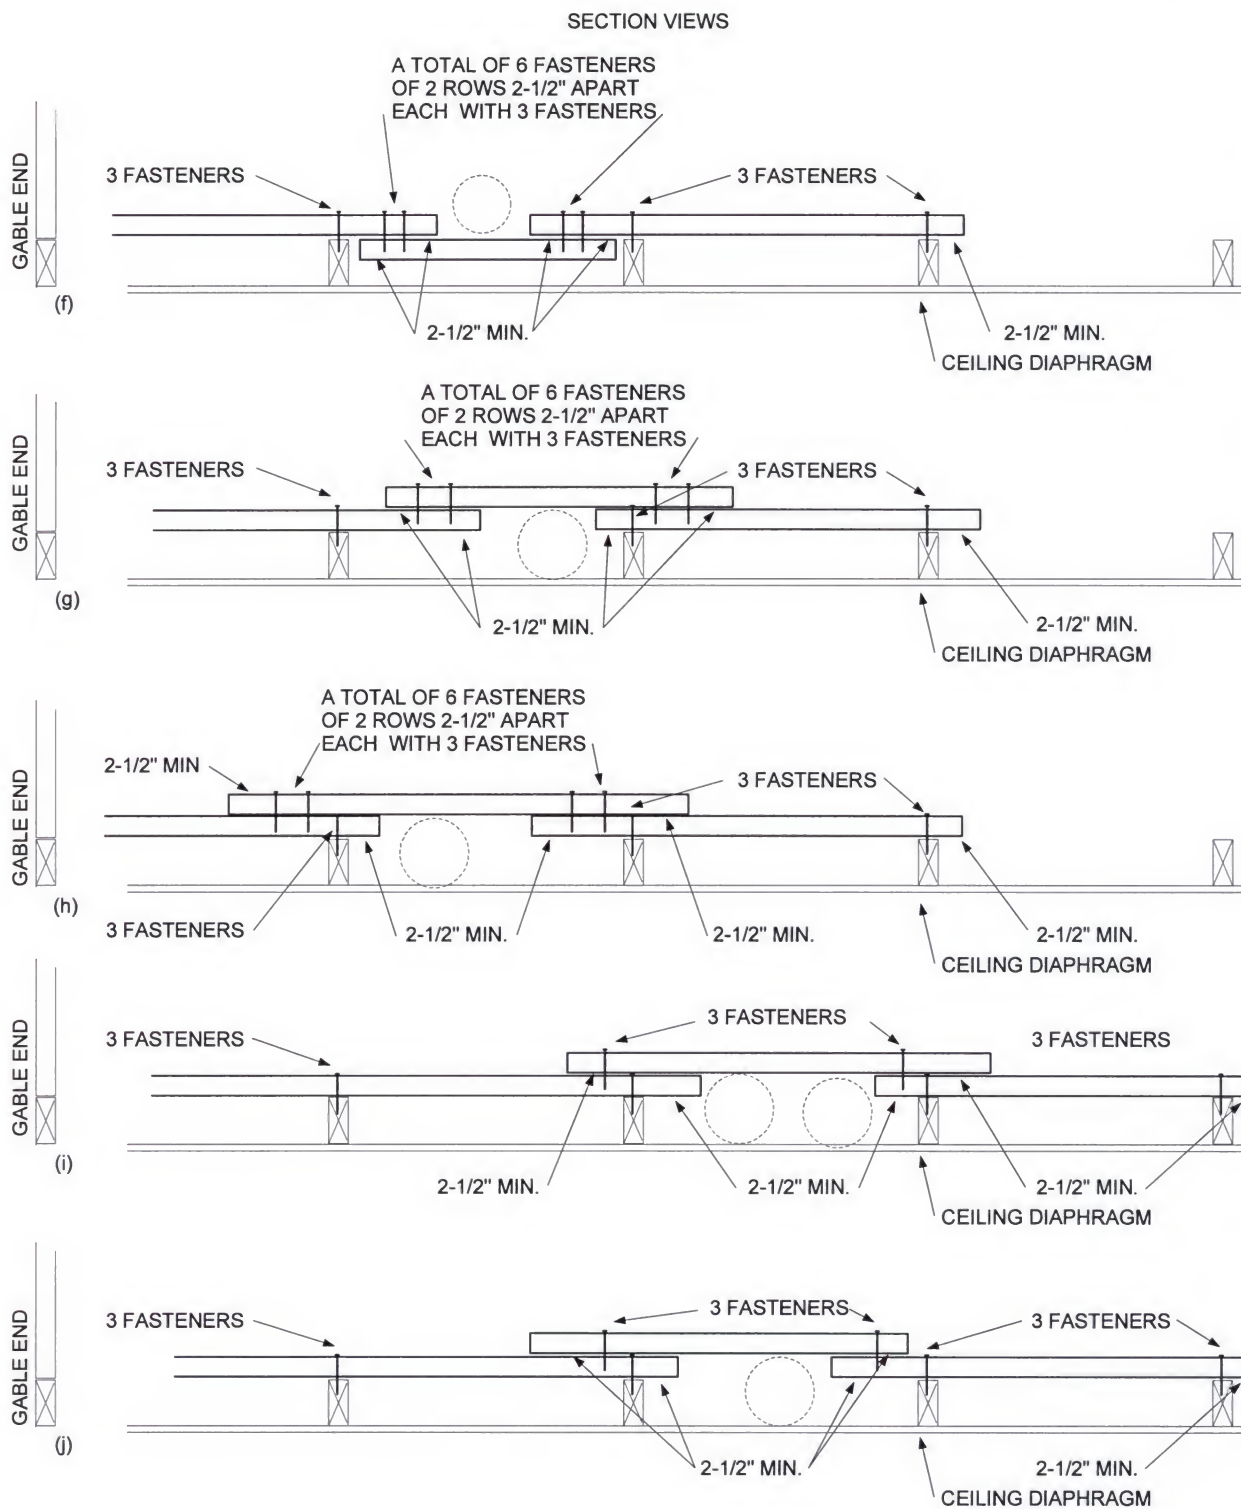 SECTION VIEWS
A TOTAL OF 6 FASTENERS
OF 2 ROWS 2-1/2" APART
EACH WITH 3 FASTENERS
GABLE END
3 FASTENERS
3 FASTENERS
(f)
2-1/2" MIN.
2-1/2" MIN.
CEILING DIAPHRAGM
A TOTAL OF 6 FASTENERS
OF 2 ROWS 2-1/2" APART
EACH WITH 3 FASTENERS
GABLE END
3 FASTENERS
3 FASTENERS
(g)
2-1/2" MIN.
2-1/2" MIN.
CEILING DIAPHRAGM
A TOTAL OF 6 FASTENERS
OF 2 ROWS 2-1/2" APART
EACH WITH 3 FASTENERS
GABLE END
2-1/2" MIN
3 FASTENERS
(h)
3 FASTENERS
2-1/2" MIN.
2-1/2" MIN.
2-1/2" MIN.
CEILING DIAPHRAGM
GABLE END
3 FASTENERS
3 FASTENERS
3 FASTENERS
(i)
2-1/2" MIN.
2-1/2" MIN.
2-1/2" MIN.
CEILING DIAPHRAGM
GABLE END
3 FASTENERS
3 FASTENERS
3 FASTENERS
(j)
2-1/2" MIN.
2-1/2" MIN.
CEILING DIAPHRAGM